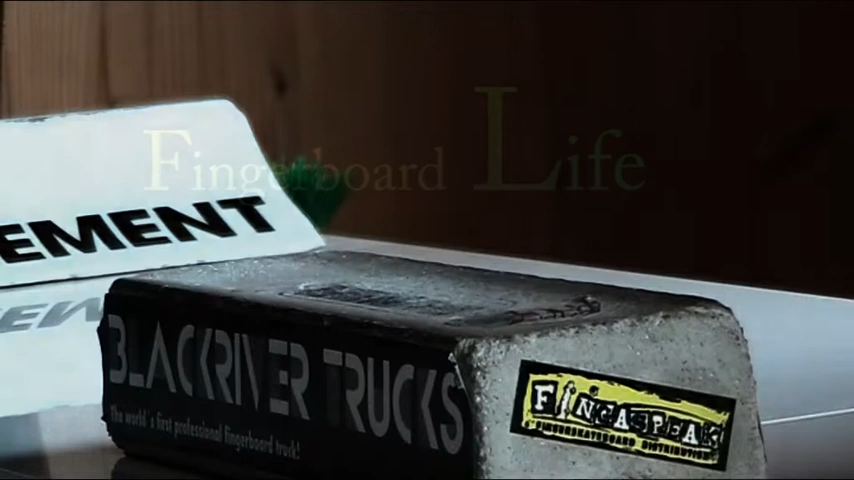 Fingerboard Life
EMENT
BLACKRIVER TRUCKS
The world's first professional fingerboard truck!
FINGASPEAK
FINGERSKATEBOARD DISTRIBUTION